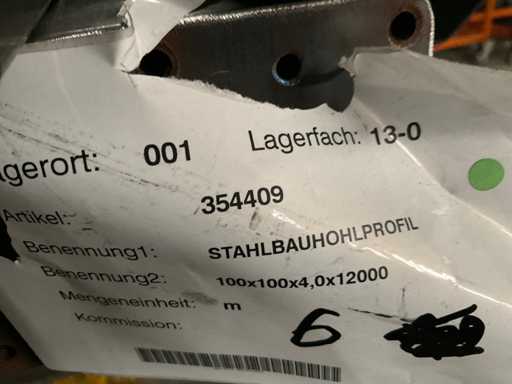 agerort: 001 Lagerfach: 13-0
Artikel: 354409
Benennung1: STAHLBAUHOHLPROFIL
Benennung2: 100x100x4,0x12000
Mengeneinheit: m
Kommission: 6